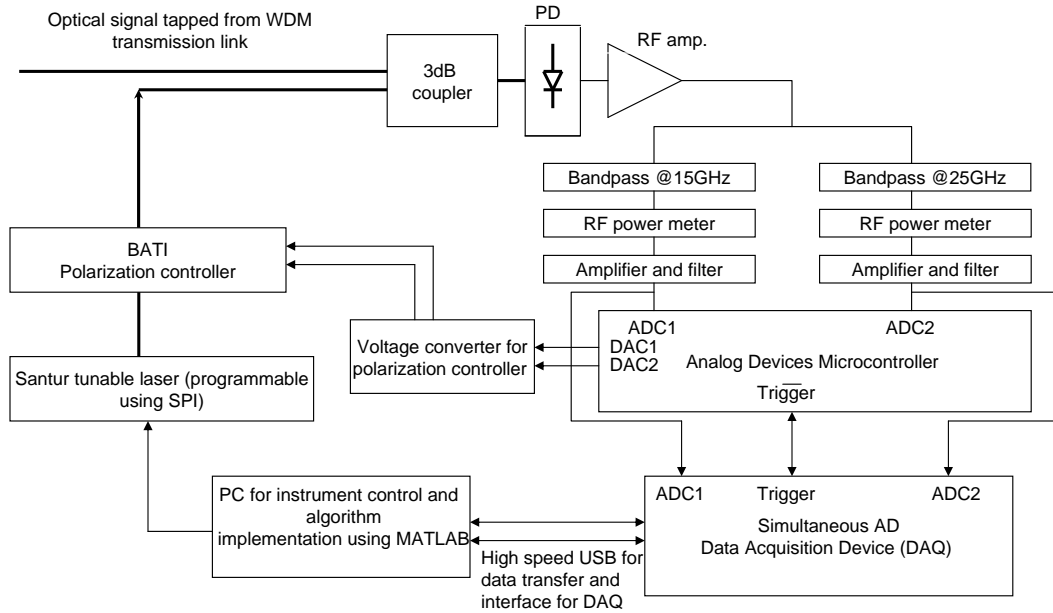 Optical signal tapped from WDM
transmission link
PD
RF amp.
3dB
coupler
Bandpass @15GHz
Bandpass @25GHz
RF power meter
RF power meter
Amplifier and filter
Amplifier and filter
BATI
Polarization controller
ADC1
ADC2
DAC1
DAC2
Analog Devices Microcontroller
Trigger
Voltage converter for
polarization controller
Santur tunable laser (programmable
using SPI)
PC for instrument control and
algorithm
implementation using MATLAB
ADC1
Trigger
ADC2
Simultaneous AD
Data Acquisition Device (DAQ)
High speed USB for
data transfer and
interface for DAQ